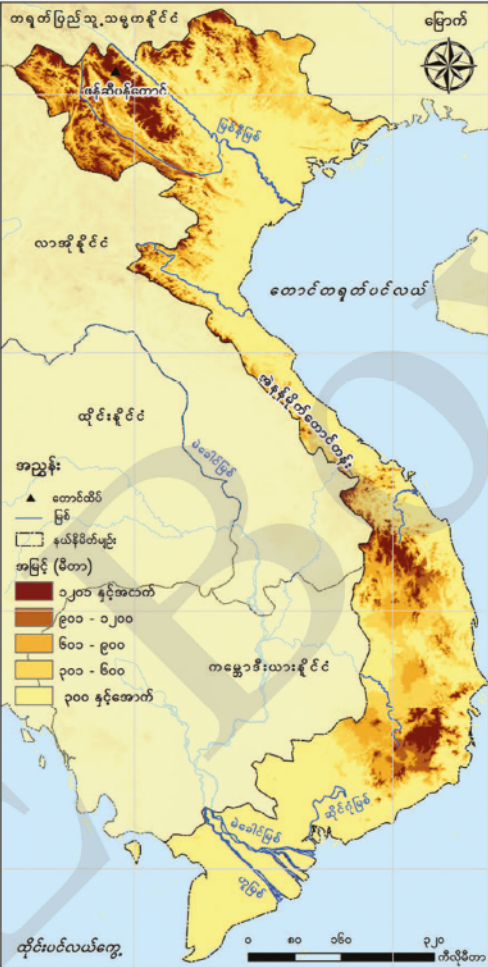 တရုတ်ပြည်သူ့သမ္မတနိုင်ငံ
မြောက်
ဖန်ဆီပန်တောင်
မြစ်နီမြစ်
လာအိုနိုင်ငံ
တောင်တရုတ်ပင်လယ်
အဲနန်မိုက်တောင်တန်း
ထိုင်းနိုင်ငံ
မဲခေါင်မြစ်
အညွှန်း
တောင်ထိပ်
မြစ်
နယ်နိမိတ်မျဉ်း
အမြင့် (မီတာ)
၁၂၀၁ နှင့်အထက်
၉၀၁ - ၁၂၀၀
၆၀၁ - ၉၀၀
၃၀၁ - ၆၀၀
၃၀၀ နှင့်အောက်
ကမ္ဘောဒီးယားနိုင်ငံ
ဆိုင်ဂုံမြစ်
မဲခေါင်မြစ်
ဟူမြစ်
ထိုင်းပင်လယ်ကွေ့
၀ ၈၀ ၁၆၀ ၃၂၀
ကီလိုမီတာ